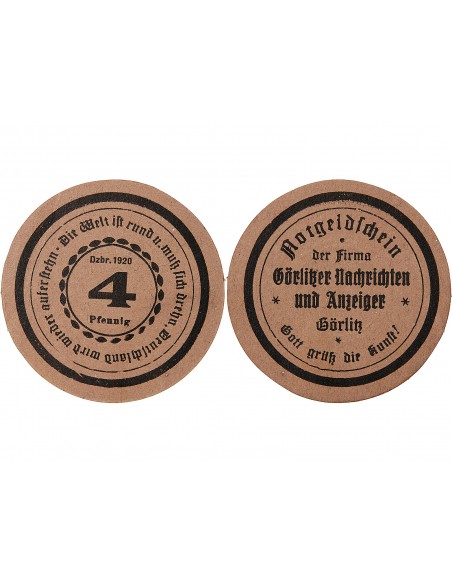 Die Welt ist rund u. muß sich drehn, Deutschland wird wieder auferstehn ·
Dzbr. 1920
4
Pfennig
Notgeldschein
der Firma
Görlitzer Nachrichten
und Anzeiger
Görlitz
Gott grüß die Kunst!